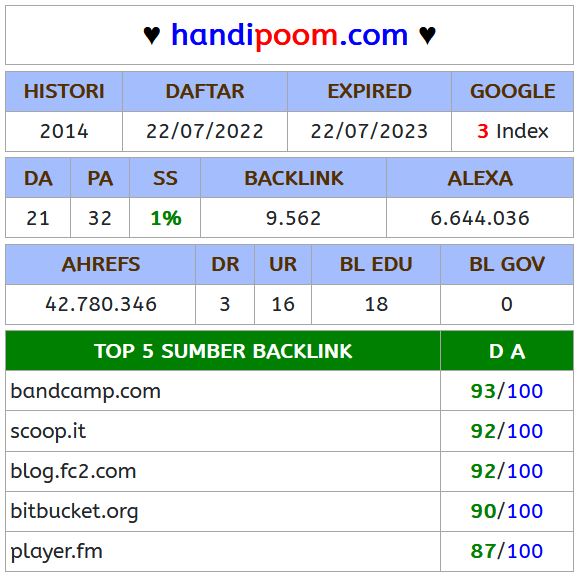 ♥ handipoom.com ♥
HISTORI DAFTAR EXPIRED GOOGLE
2014 22/07/2022 22/07/2023 3 Index
DA PA SS BACKLINK ALEXA
21 32 1% 9.562 6.644.036
AHREFS DR UR BL EDU BL GOV
42.780.346 3 16 18 0
TOP 5 SUMBER BACKLINK D A
bandcamp.com 93/100
scoop.it 92/100
blog.fc2.com 92/100
bitbucket.org 90/100
player.fm 87/100